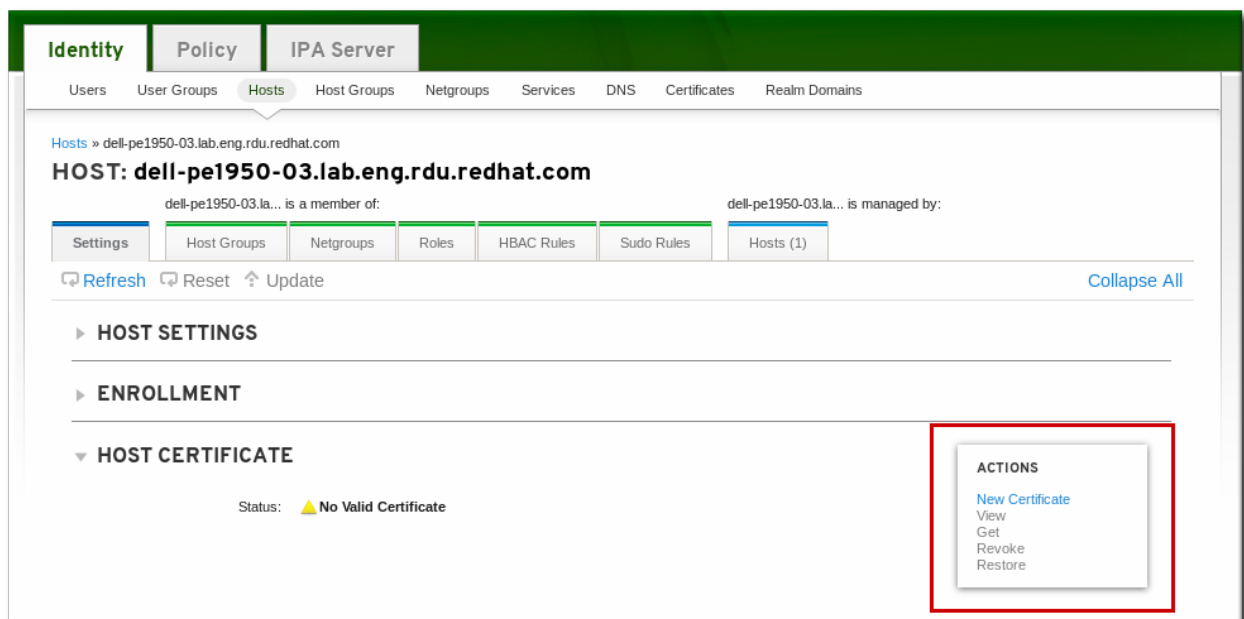 Identity Policy IPA Server
Users User Groups Hosts Host Groups Netgroups Services DNS Certificates Realm Domains
Hosts » dell-pe1950-03.lab.eng.rdu.redhat.com
HOST: dell-pe1950-03.lab.eng.rdu.redhat.com
dell-pe1950-03.la... is a member of: dell-pe1950-03.la... is managed by:
Settings Host Groups Netgroups Roles HBAC Rules Sudo Rules Hosts (1)
Refresh Reset Update Collapse All
HOST SETTINGS
ENROLLMENT
HOST CERTIFICATE
Status: No Valid Certificate
ACTIONS
New Certificate
View
Get
Revoke
Restore